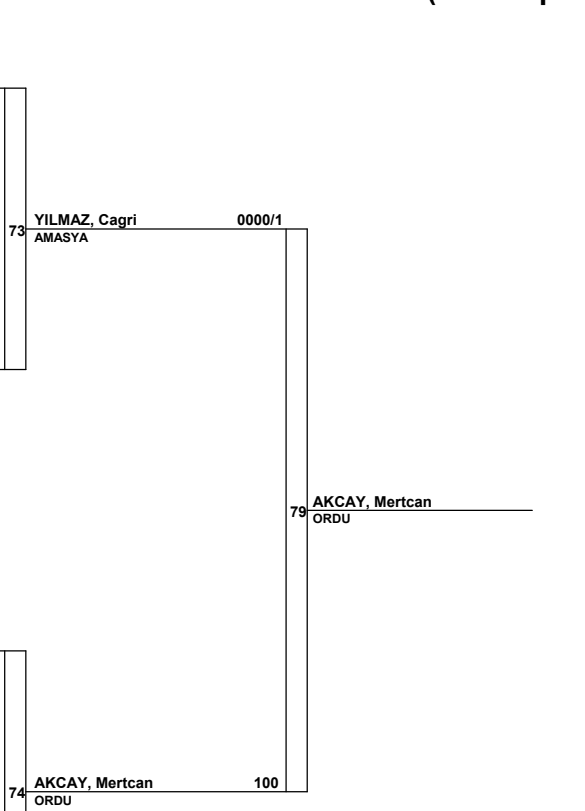 73
YILMAZ, Cagri 0000/1
AMASYA
79
AKCAY, Mertcan
ORDU
74
AKCAY, Mertcan 100
ORDU